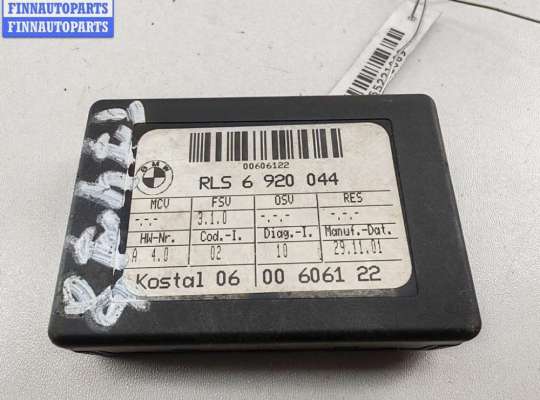 FINNAUTOPARTS
FINNAUTOPARTS
BMW
00606122
RLS 6 920 044
MCV FSV OSV RES
-.-.- 3.1.0 -.-.- -.-.-
HW-Nr. Cod.-I. Diag.-I. Manuf.-Dat.
A 4.0 02 10 29.11.01
Kostal 06 00 6061 22